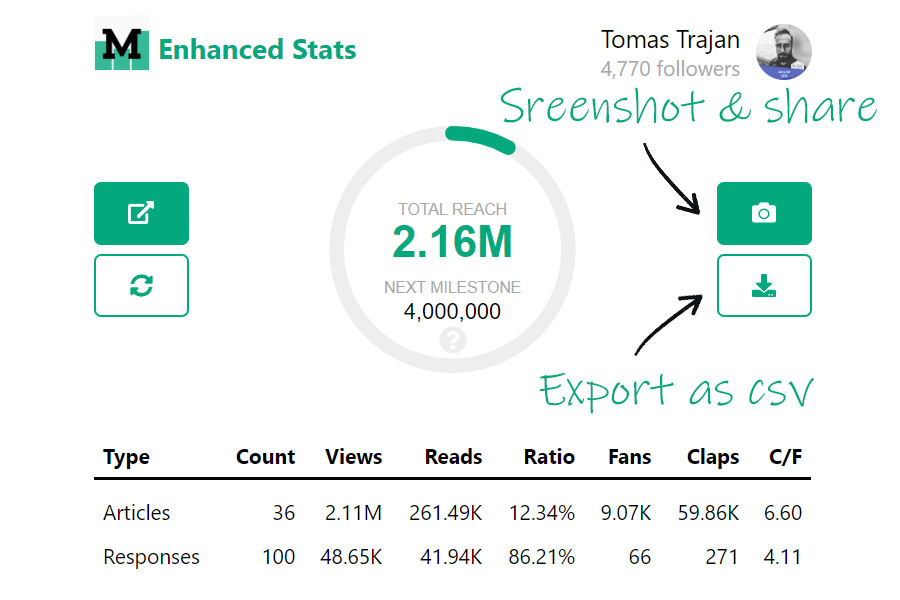 M Enhanced Stats
Tomas Trajan
4,770 followers
Sreenshot & share
TOTAL REACH
2.16M
NEXT MILESTONE
4,000,000
?
Export as csv
Type Count Views Reads Ratio Fans Claps C/F
Articles 36 2.11M 261.49K 12.34% 9.07K 59.86K 6.60
Responses 100 48.65K 41.94K 86.21% 66 271 4.11